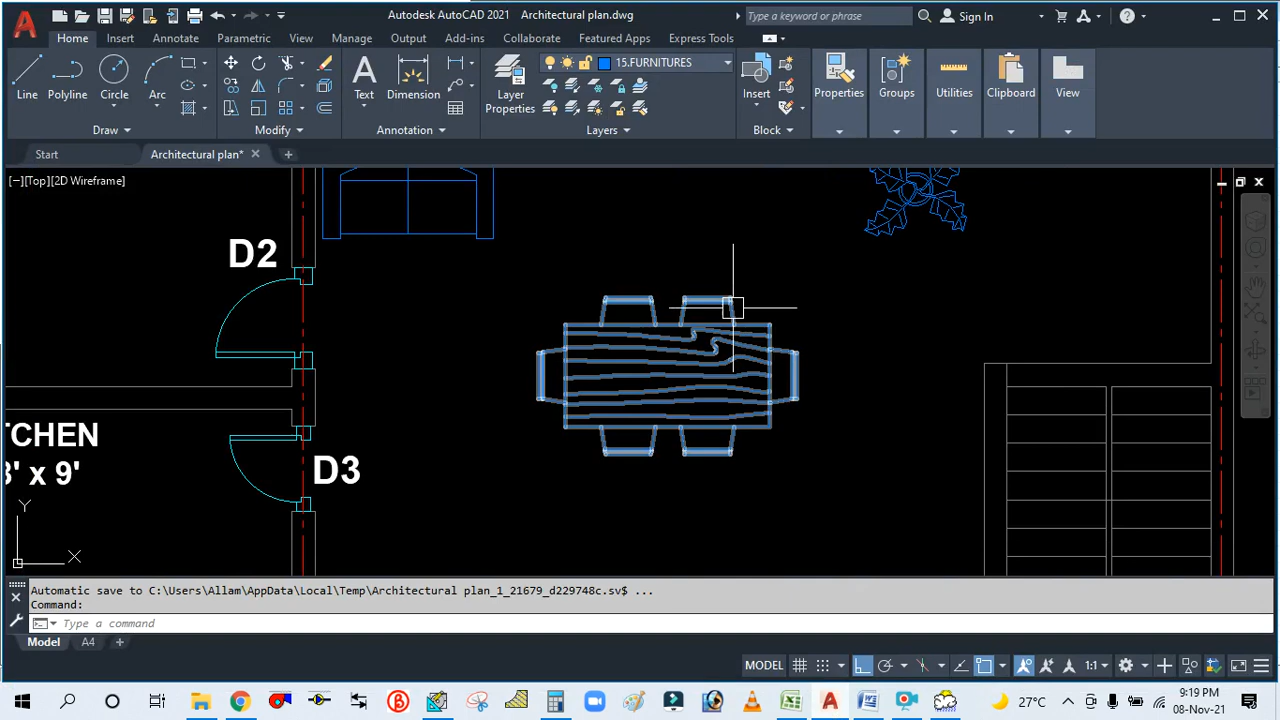 Autodesk AutoCAD 2021 Architectural plan.dwg
Type a keyword or phrase
Sign In
Home Insert Annotate Parametric View Manage Output Add-ins Collaborate Featured Apps Express Tools
15.FURNITURES
Line Polyline Circle Arc
Text Dimension
Layer Properties
Insert
Properties Groups Utilities Clipboard View
Draw Modify Annotation Layers Block
Start Architectural plan*
[−][Top][2D Wireframe]
D2
TCHEN
3' x 9'
D3
Y
X
Automatic save to C:\Users\Allam\AppData\Local\Temp\Architectural plan_1_21679_d229748c.sv$ ...
Command:
Type a command
Model A4
MODEL 1:1
27°C
9:19 PM
08-Nov-21